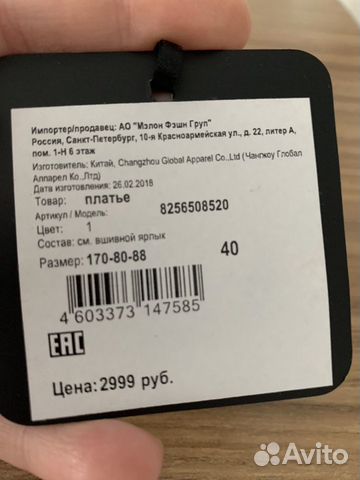 Импортер/продавец: АО "Мэлон Фэшн Груп"
Россия, Санкт-Петербург, 10-я Красноармейская ул., д. 22, литер А,
пом. 1-Н 6 этаж
Изготовитель: Китай, Changzhou Global Apparel Co.,Ltd (Чангжоу Глобал
Аппарел Ко.,Лтд)
Дата изготовления: 26.02.2018
Товар: платье
Артикул / Модель: 8256508520
Цвет: 1
Состав: см. вшивной ярлык
Размер: 170-80-88 40
4 603373 147585
EAC
Цена: 2999 руб.
Avito